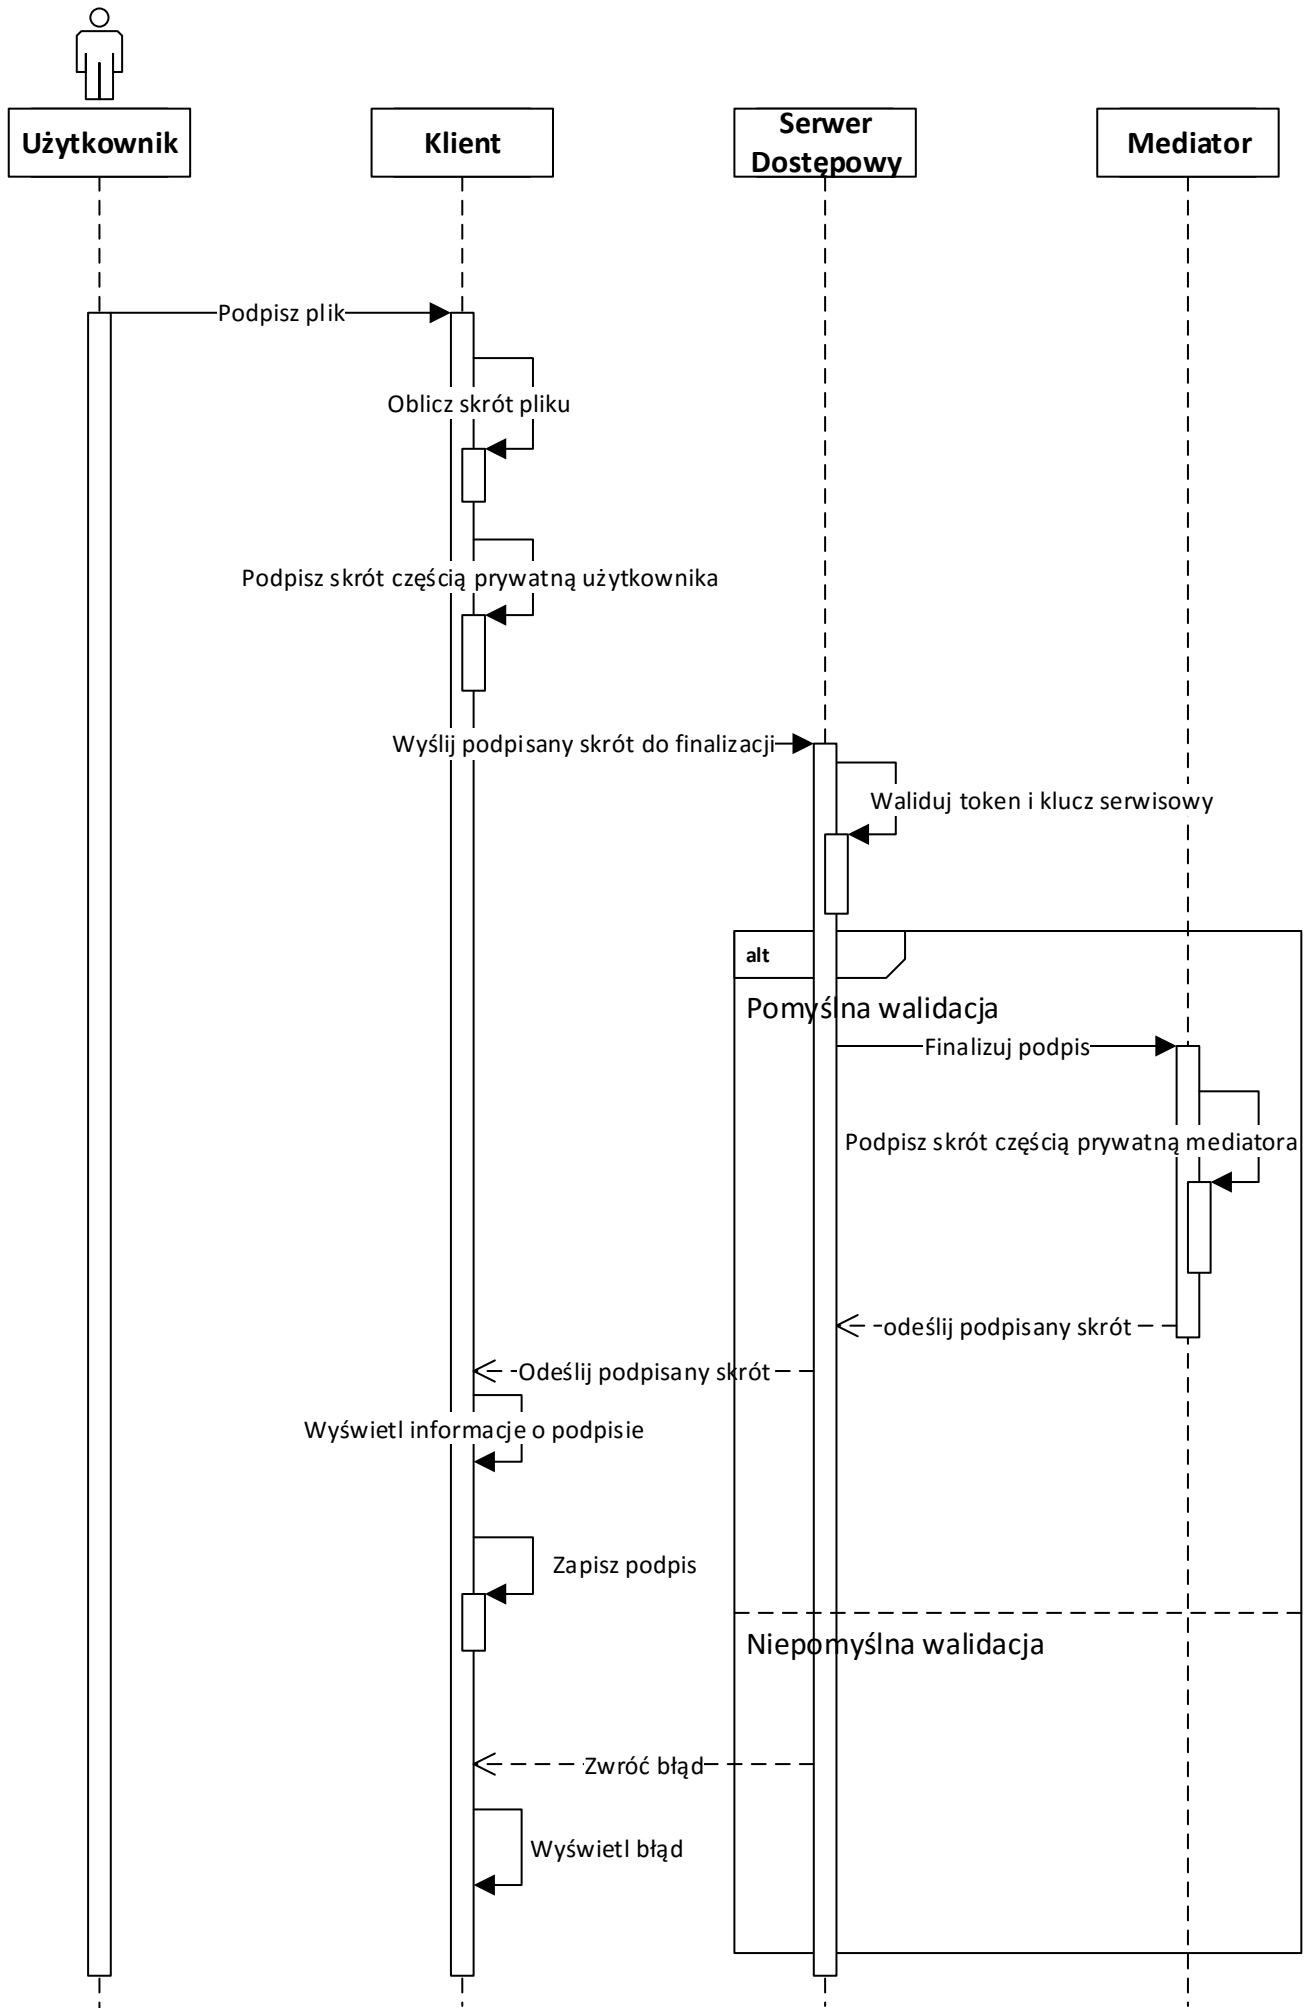 Użytkownik
Klient
Serwer
Dostępowy
Mediator
Podpisz plik
Oblicz skrót pliku
Podpisz skrót częścią prywatną użytkownika
Wyślij podpisany skrót do finalizacji
Waliduj token i klucz serwisowy
alt
Pomyślna walidacja
Finalizuj podpis
Podpisz skrót częścią prywatną mediatora
odeślij podpisany skrót
Odeślij podpisany skrót
Wyświetl informacje o podpisie
Zapisz podpis
Niepomyślna walidacja
Zwróć błąd
Wyświetl błąd